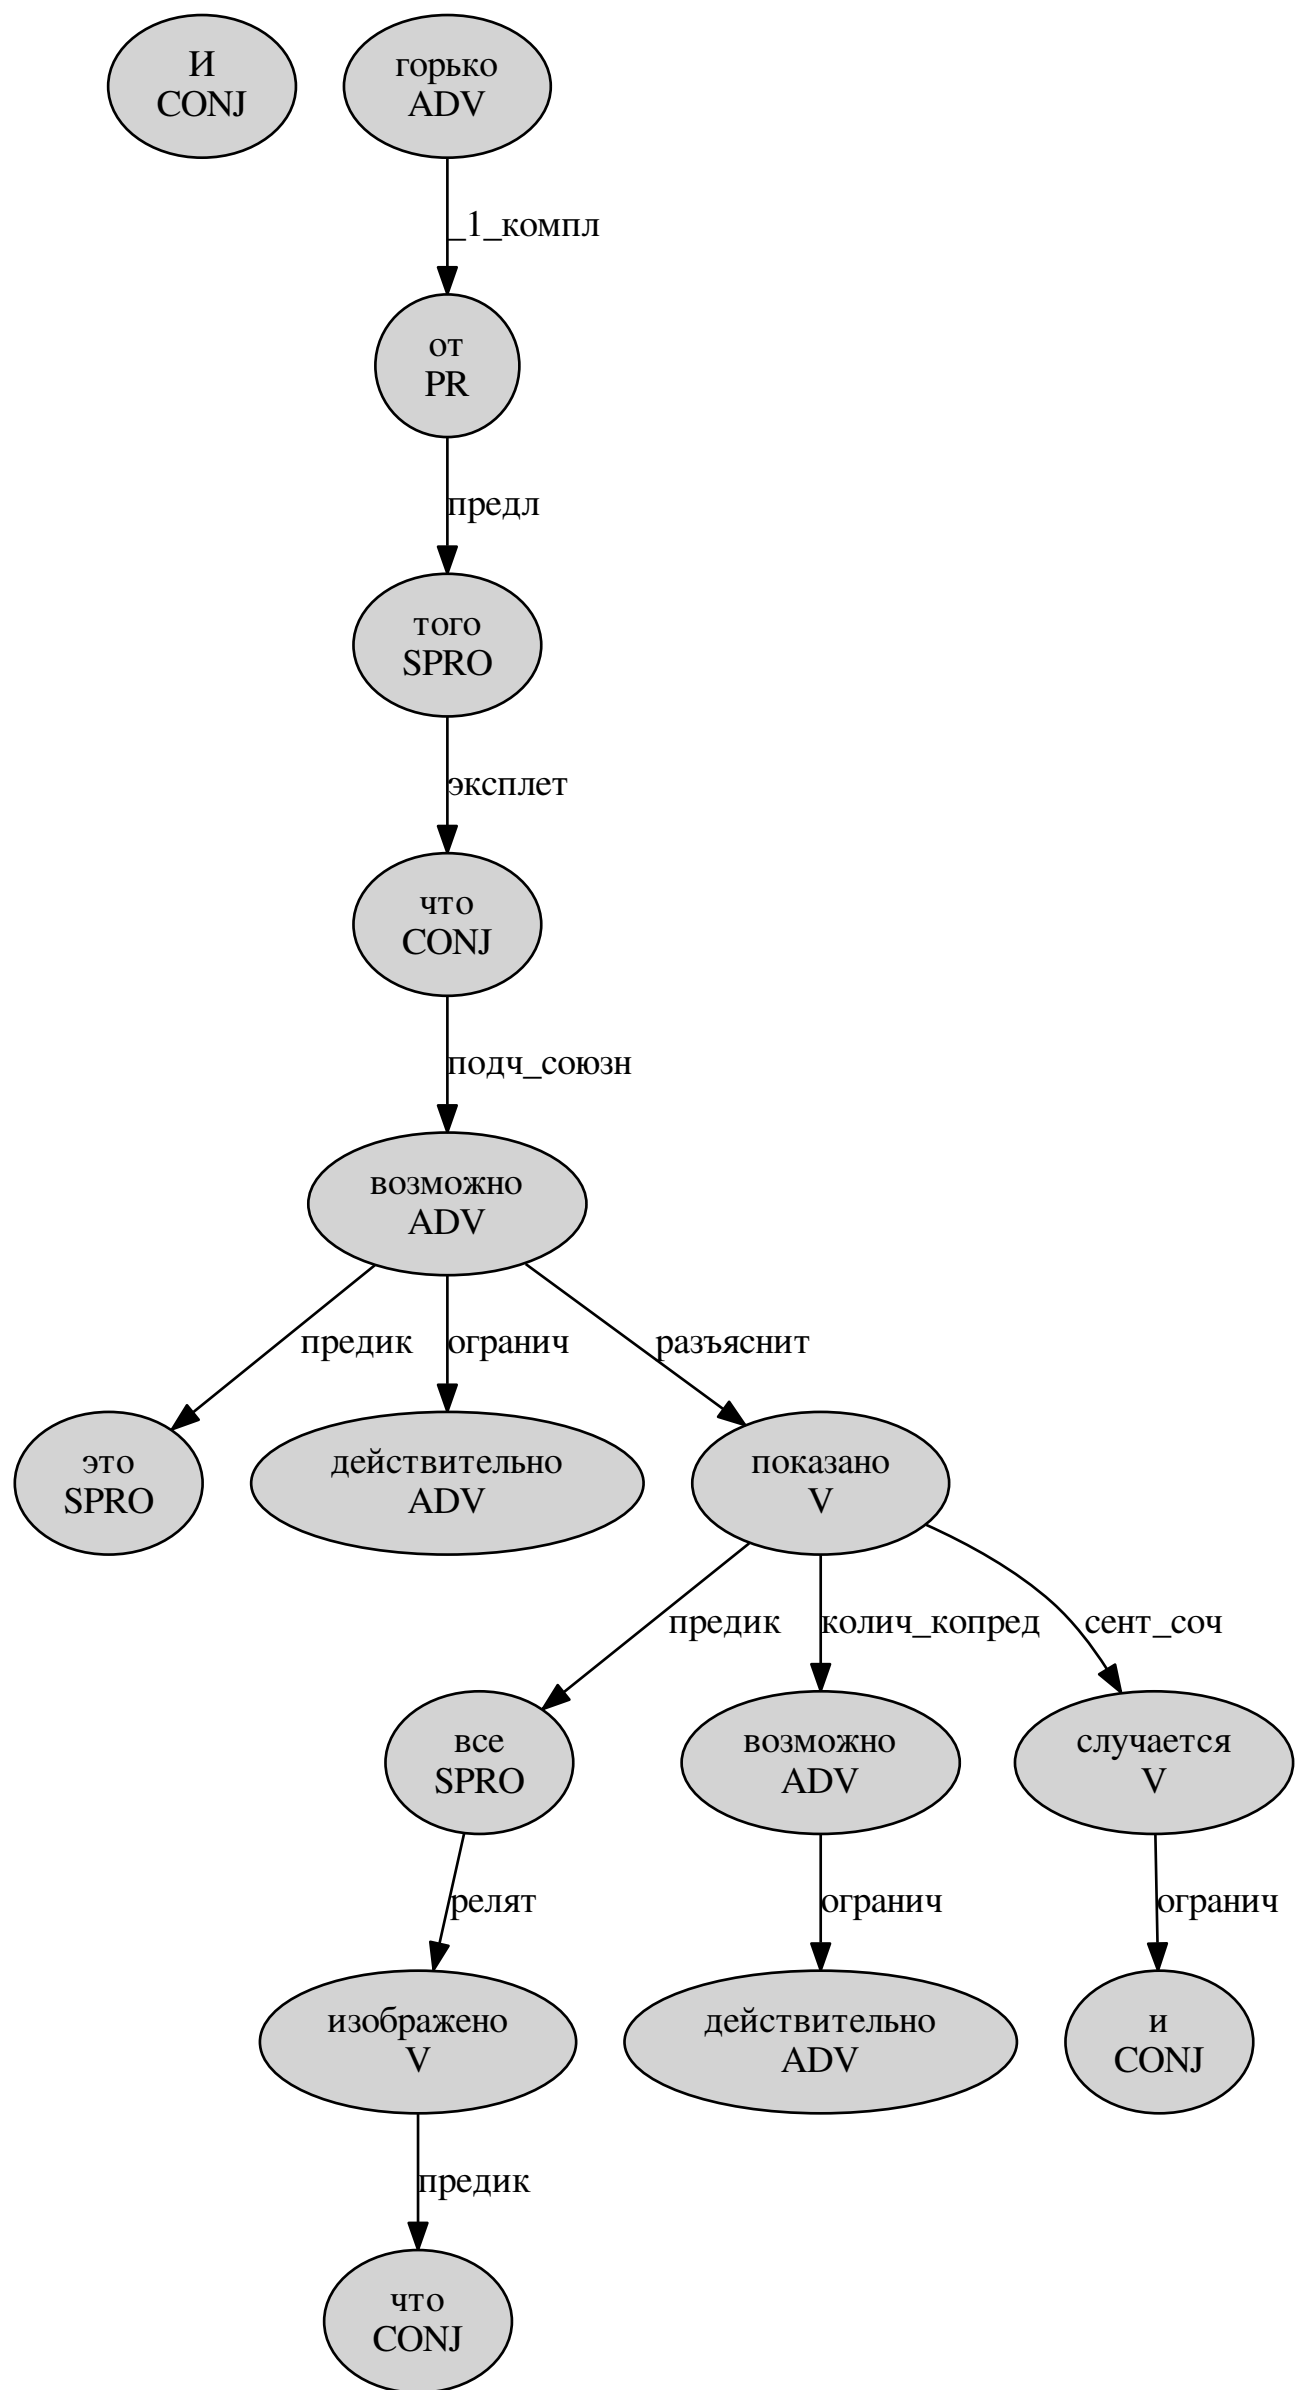 И
CONJ
горько
ADV
_1_компл
от
PR
предл
того
SPRO
эксплет
что
CONJ
подч_союзн
возможно
ADV
предик
огранич
разъяснит
это
SPRO
действительно
ADV
показано
V
предик
колич_копред
сент_соч
все
SPRO
возможно
ADV
случается
V
релят
огранич
огранич
изображено
V
действительно
ADV
и
CONJ
предик
что
CONJ